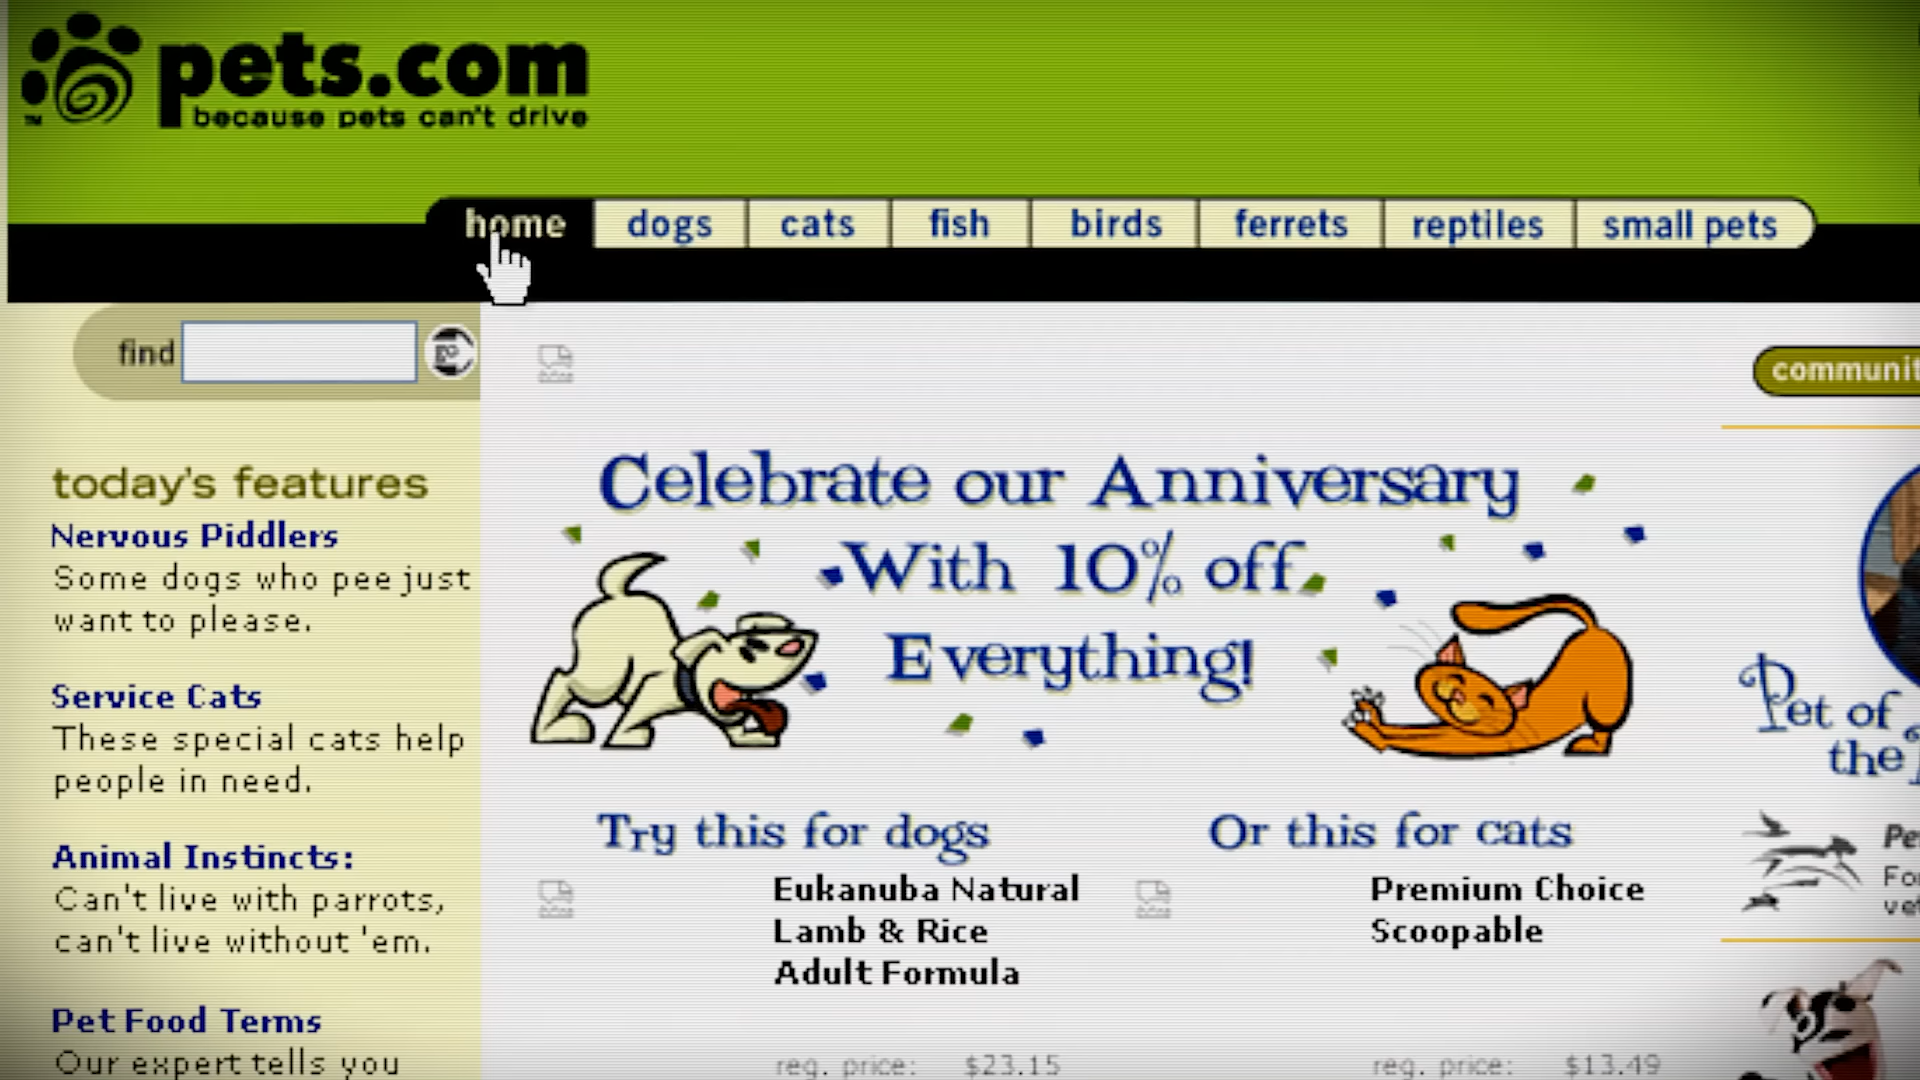 pets.com
because pets can't drive
TM
home dogs cats fish birds ferrets reptiles small pets
find
today's features
Nervous Piddlers
Some dogs who pee just
want to please.
Service Cats
These special cats help
people in need.
Animal Instincts:
Can't live with parrots,
can't live without 'em.
Pet Food Terms
Our expert tells you
Celebrate our Anniversary
With 10% off
Everything!
Try this for dogs
Eukanuba Natural
Lamb & Rice
Adult Formula
reg. price: $23.15
Or this for cats
Premium Choice
Scoopable
reg. price: $13.49
Pet of
the